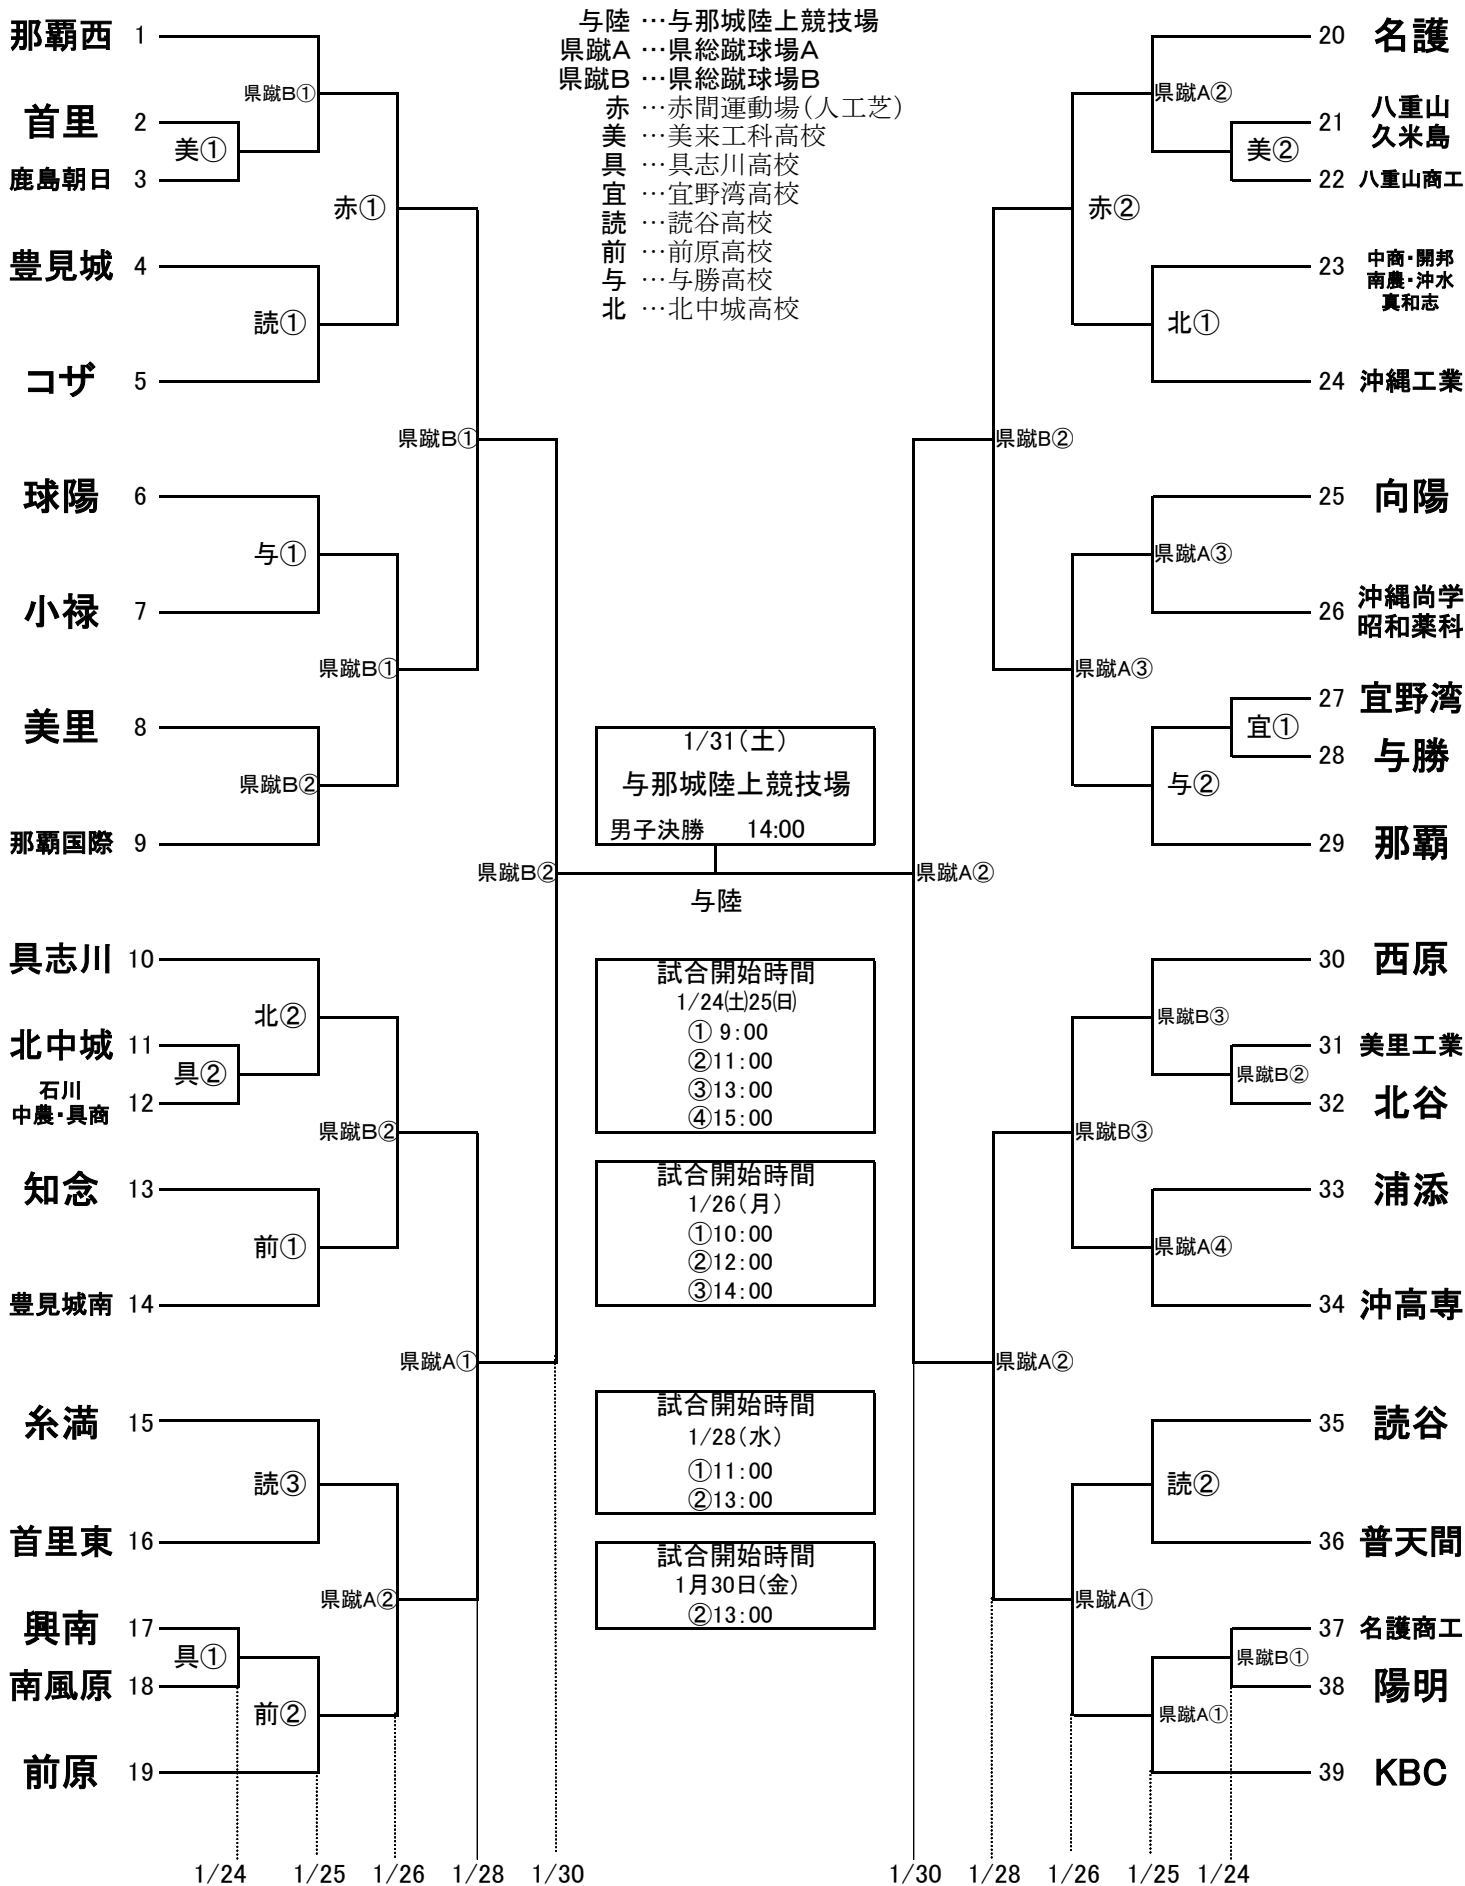 与陸 …与那城陸上競技場
県蹴A …県総蹴球場A
県蹴B …県総蹴球場B
赤 …赤間運動場(人工芝)
美 …美来工科高校
具 …具志川高校
宜 …宜野湾高校
読 …読谷高校
前 …前原高校
与 …与勝高校
北 …北中城高校
那覇西 1
県蹴B①
首里 2
美①
鹿島朝日 3
赤①
豊見城 4
読①
コザ 5
県蹴B①
球陽 6
与①
小禄 7
県蹴B①
美里 8
県蹴B②
那覇国際 9
県蹴B②
具志川 10
北②
北中城 11
具②
石川
中農・具商 12
県蹴B②
知念 13
前①
豊見城南 14
県蹴A①
糸満 15
読③
首里東 16
県蹴A②
興南 17
具①
南風原 18
前②
前原 19
1/31(土)
与那城陸上競技場
男子決勝 14:00
与陸
試合開始時間
1/24㈯25㈰
① 9:00
②11:00
③13:00
④15:00
試合開始時間
1/26(月)
①10:00
②12:00
③14:00
試合開始時間
1/28(水)
①11:00
②13:00
試合開始時間
1月30日(金)
②13:00
20 名護
県蹴A②
21 八重山
久米島
美②
22 八重山商工
赤②
23 中商・開邦
南農・沖水
真和志
北①
24 沖縄工業
県蹴B②
25 向陽
県蹴A③
26 沖縄尚学
昭和薬科
県蹴A③
27 宜野湾
宜①
28 与勝
与②
29 那覇
県蹴A②
30 西原
県蹴B③
31 美里工業
県蹴B②
32 北谷
県蹴B③
33 浦添
県蹴A④
34 沖高専
県蹴A②
35 読谷
読②
36 普天間
県蹴A①
37 名護商工
県蹴B①
38 陽明
県蹴A①
39 KBC
1/24 1/25 1/26 1/28 1/30 1/30 1/28 1/26 1/25 1/24